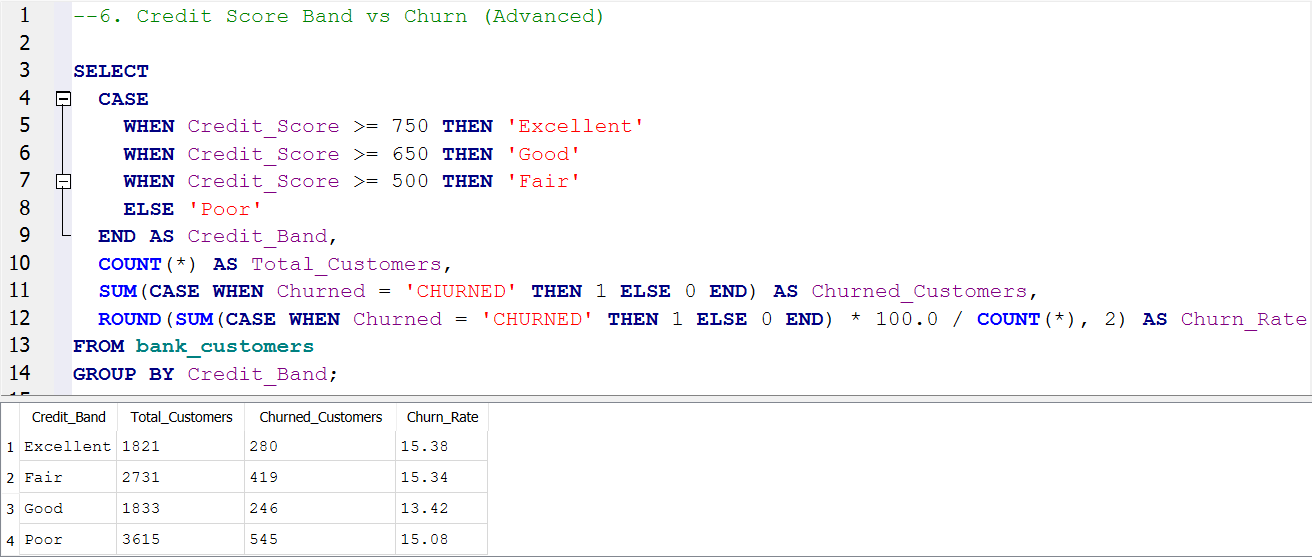 1 --6. Credit Score Band vs Churn (Advanced)
2
3 SELECT
4 CASE
5 WHEN Credit_Score >= 750 THEN 'Excellent'
6 WHEN Credit_Score >= 650 THEN 'Good'
7 WHEN Credit_Score >= 500 THEN 'Fair'
8 ELSE 'Poor'
9 END AS Credit_Band,
10 COUNT(*) AS Total_Customers,
11 SUM(CASE WHEN Churned = 'CHURNED' THEN 1 ELSE 0 END) AS Churned_Customers,
12 ROUND(SUM(CASE WHEN Churned = 'CHURNED' THEN 1 ELSE 0 END) * 100.0 / COUNT(*), 2) AS Churn_Rate
13 FROM bank_customers
14 GROUP BY Credit_Band;
Credit_Band Total_Customers Churned_Customers Churn_Rate
1 Excellent 1821 280 15.38
2 Fair 2731 419 15.34
3 Good 1833 246 13.42
4 Poor 3615 545 15.08